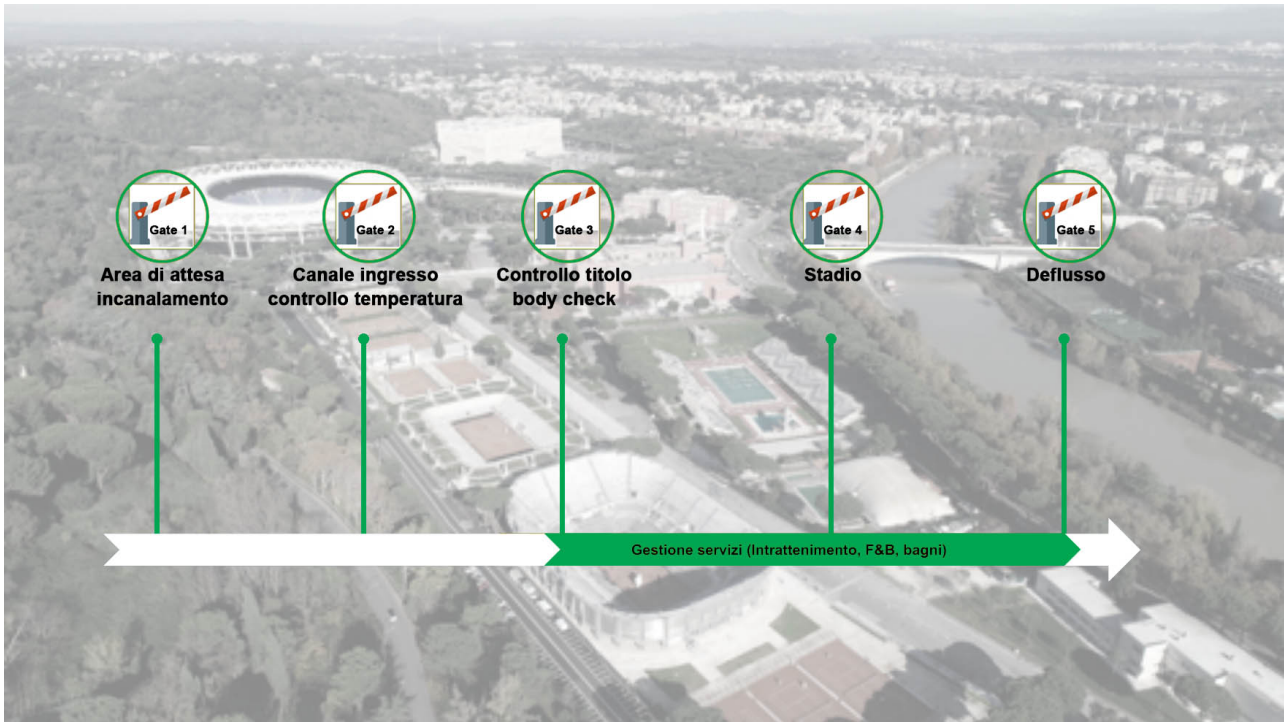 Gate 1
Gate 2
Gate 3
Gate 4
Gate 5
Area di attesa
incanalamento
Canale ingresso
controllo temperatura
Controllo titolo
body check
Stadio
Deflusso
Gestione servizi (Intrattenimento, F&B, bagni)